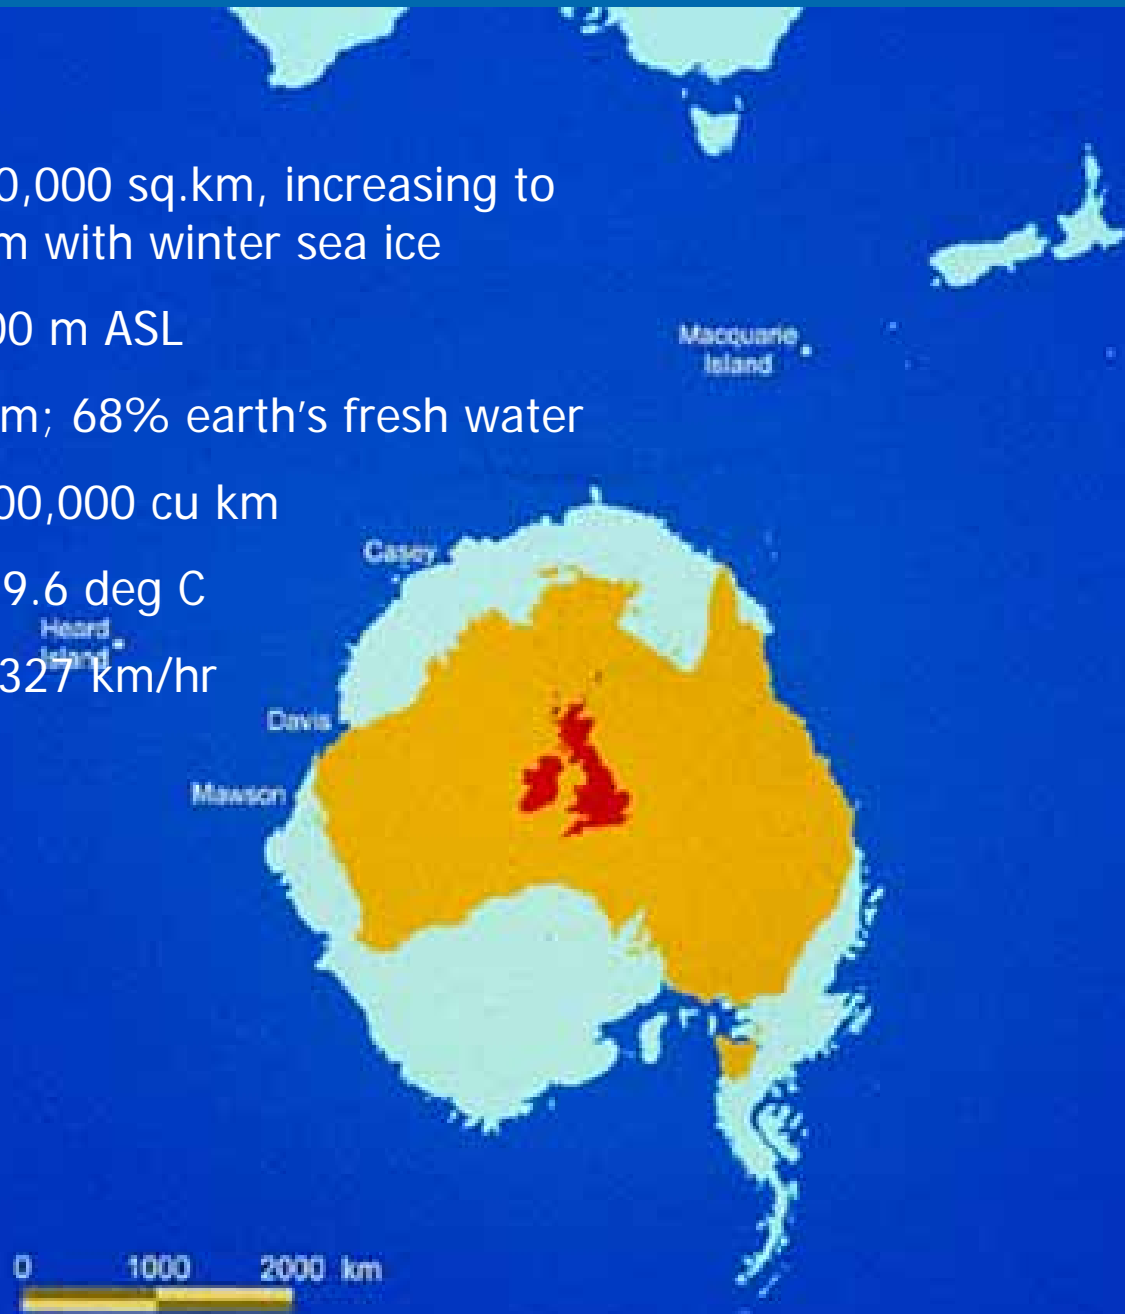 0,000 sq.km, increasing to
m with winter sea ice
00 m ASL
Macquarie
Island
m; 68% earth's fresh water
00,000 cu km
Casey
9.6 deg C
Heard
Island
327 km/hr
Davis
Mawson
0 1000 2000 km